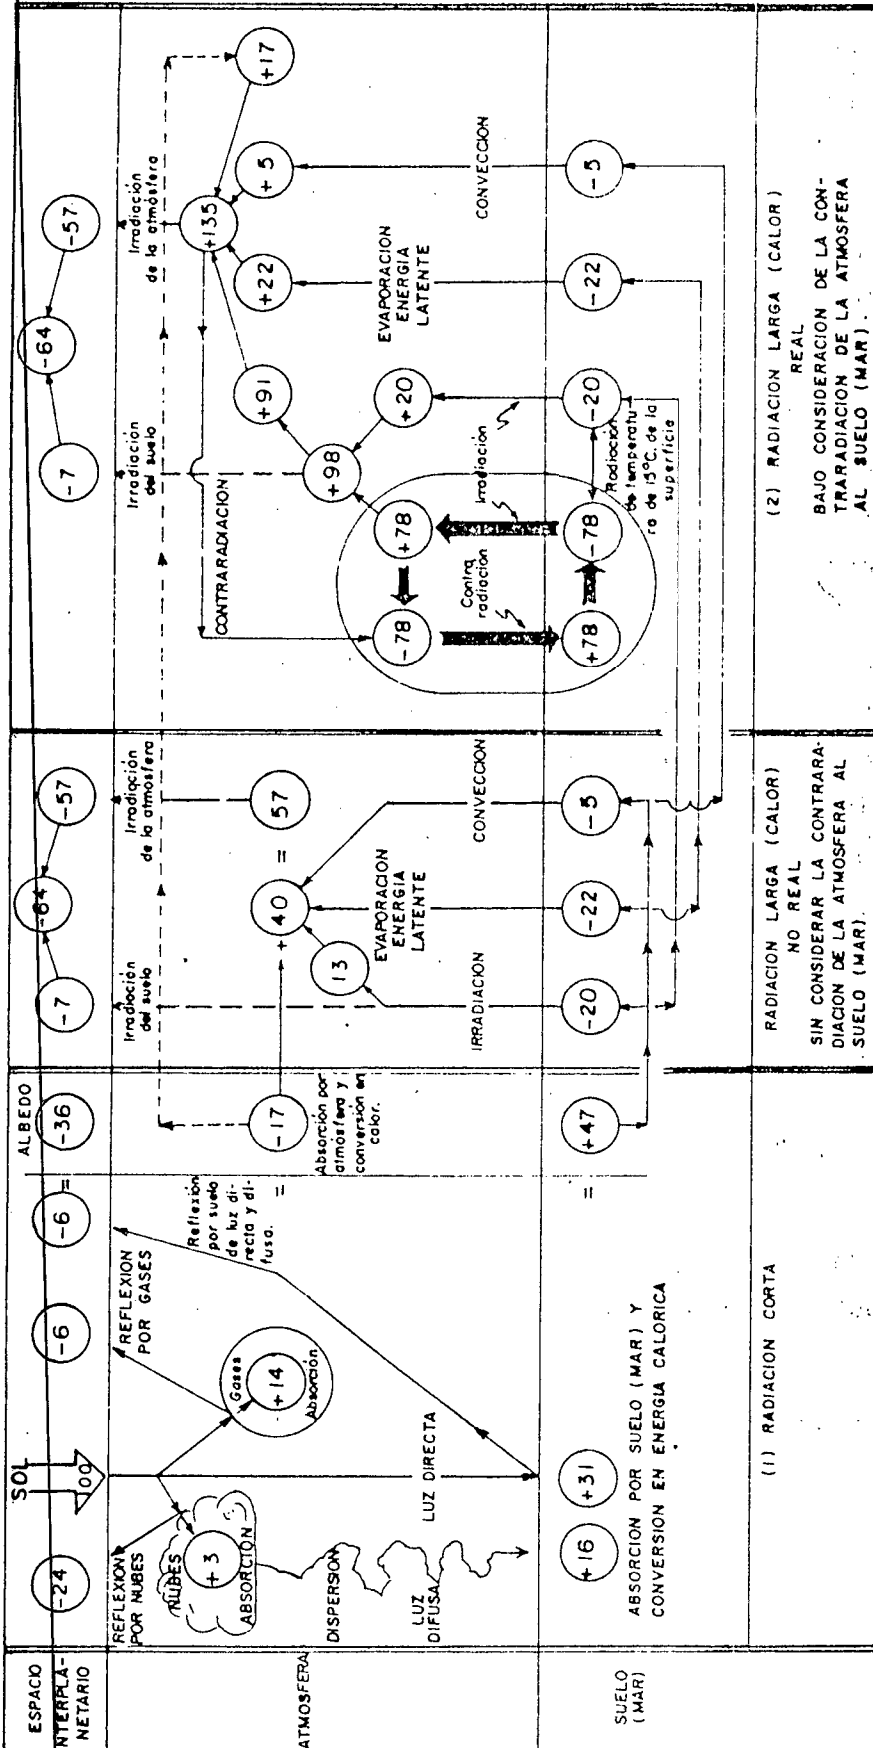 ESPACIO
INTERPLA-
NETARIO
ATMOSFERA
SUELO
(MAR)
-24
SOL
100
-6
-6
=
ALBEDO
-36
REFLEXION
POR NUBES
NUBES
+3
ABSORCIÓN
DISPERSION
LUZ
DIFUSA
LUZ DIRECTA
REFLEXION
POR GASES
Gases
+14
Absorción
Reflexión
por suelo
de luz di-
recta y di-
fusa.
=
-17
Absorción por
atmósfera y
conversión en
calor.
+16
+31
=
+47
ABSORCION POR SUELO (MAR) Y
CONVERSION EN ENERGIA CALORICA
(1) RADIACION CORTA
-7
-64
-57
Irradiación
del suelo
Irradiación
de la atmósfera
+
40
=
57
13
EVAPORACION
ENERGIA
LATENTE
IRRADIACION
CONVECCION
-20
-22
-5
RADIACION LARGA (CALOR)
NO REAL
SIN CONSIDERAR LA CONTRARA-
DIACION DE LA ATMOSFERA AL
SUELO (MAR).
-7
-64
-57
Irradiación
del suelo
Irradiación
de la atmósfera
CONTRARADIACION
+135
+17
+98
+91
+22
+5
-78
+78
+20
EVAPORACION
ENERGIA
LATENTE
CONVECCION
Contra
radiación
Irradiación
+78
-78
-20
-22
-5
Radiación
de temperatu-
ra de 15°C. de la
superficie
(2) RADIACION LARGA (CALOR)
REAL
BAJO CONSIDERACION DE LA CON-
TRARADIACION DE LA ATMOSFERA
AL SUELO (MAR).